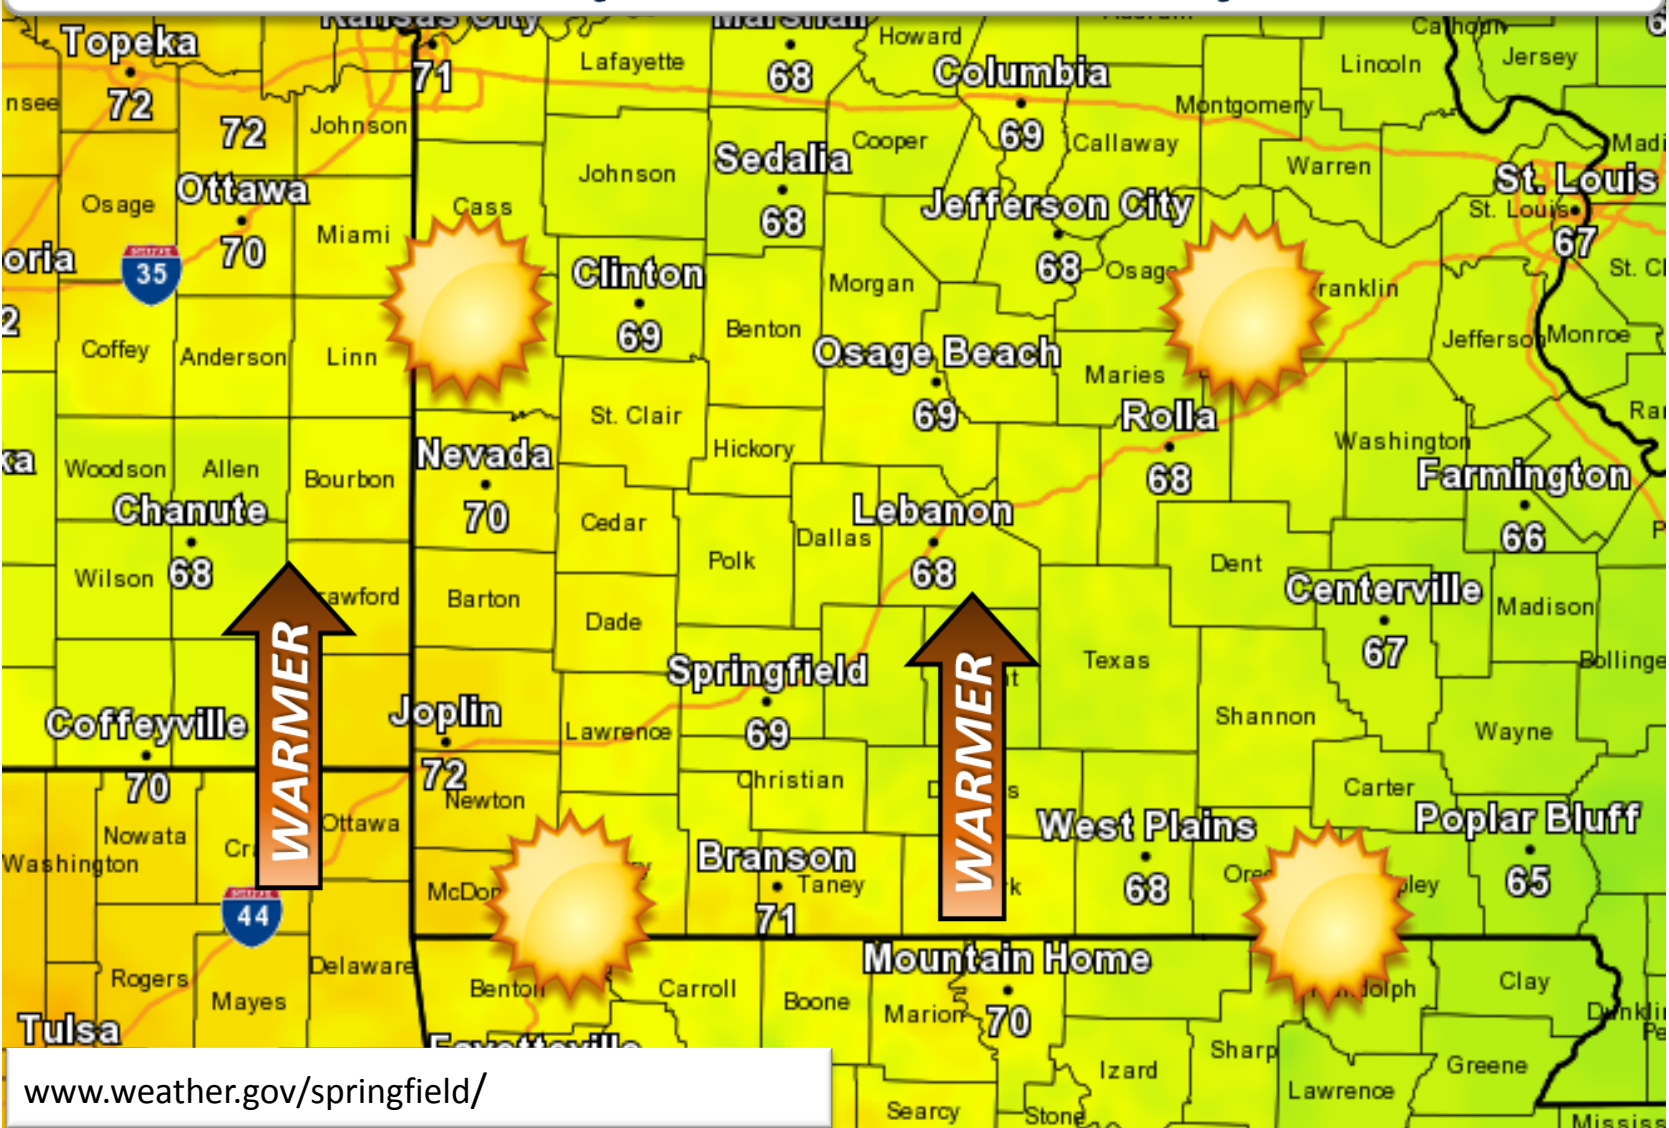 Kansas City
Marshall
Howard
Calhoun
Topeka
71
Lafayette
68
Columbia
Lincoln
Jersey
72
72
Johnson
69
Montgomery
Cooper
Callaway
Sedalia
Johnson
Warren
St. Louis
Osage
Ottawa
Cass
68
Jefferson City
St. Louis
67
Miami
70
35
Clinton
Morgan
68
Osage
69
Benton
Coffey
Anderson
Linn
Osage Beach
Maries
Jefferson
Monroe
St. Clair
69
Rolla
Hickory
Washington
Nevada
Woodson
Allen
Bourbon
68
Farmington
Chanute
70
Cedar
Lebanon
Dallas
66
Polk
Dent
Wilson
68
68
Barton
Centerville
Madison
Dade
67
WARMER
WARMER
Springfield
Texas
Coffeyville
Joplin
Lawrence
69
Shannon
Wayne
70
72
Newton
Christian
Carter
Nowata
Ottawa
West Plains
Poplar Bluff
Washington
Branson
Taney
68
65
44
71
Mountain Home
Rogers
Delaware
Benton
Carroll
Boone
Marion
70
Clay
Mayes
Tulsa
Fayetteville
Sharp
Izard
Greene
Lawrence
www.weather.gov/springfield/
Searcy
Stone